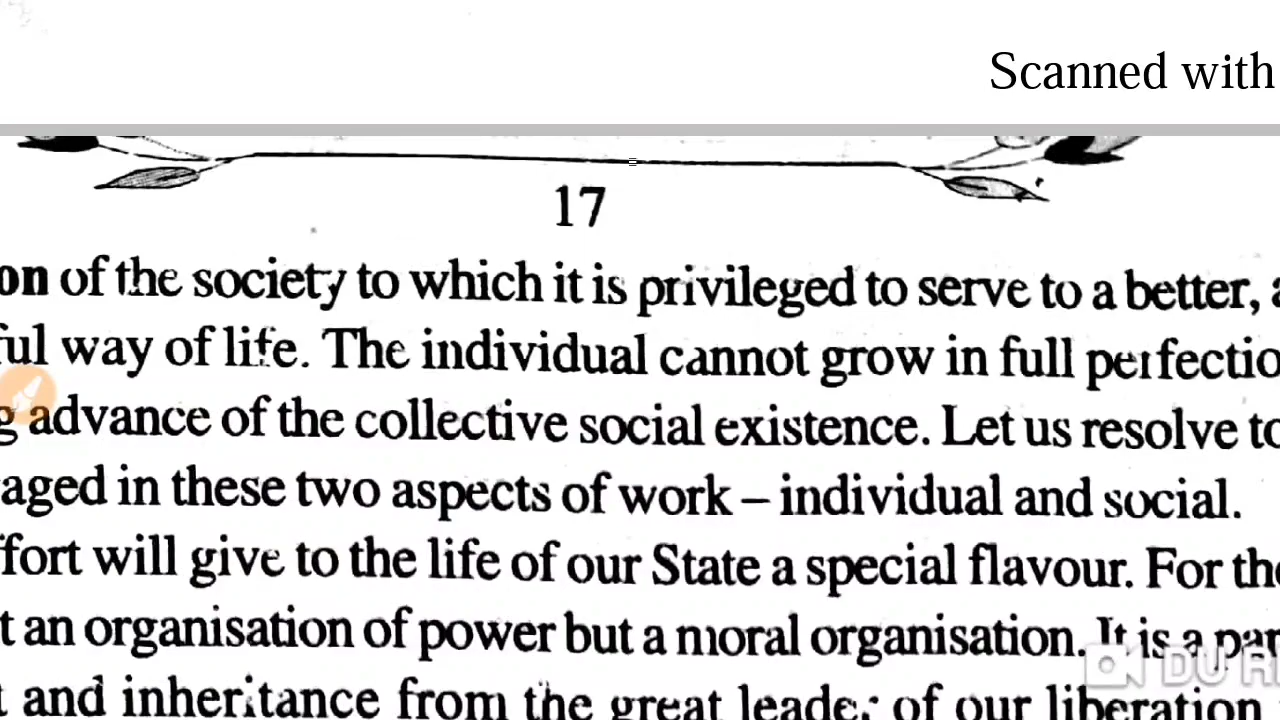 Scanned with
17
on of the society to which it is privileged to serve to a better,
ful way of life. The individual cannot grow in full perfectio
g advance of the collective social existence. Let us resolve to
aged in these two aspects of work – individual and social.
ffort will give to the life of our State a special flavour. For the
t an organisation of power but a moral organisation. It is a par
t and inheritance from the great leader of our liberation
DU RE